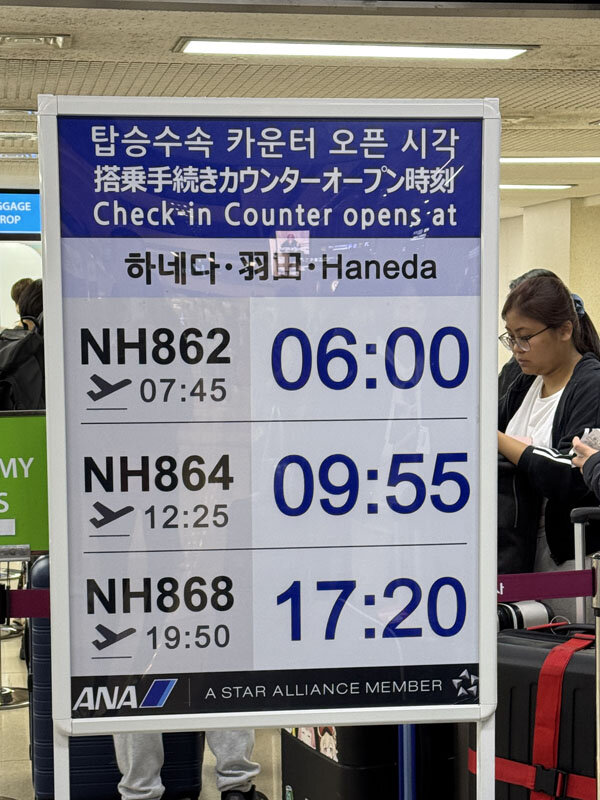 탑승수속 카운터 오픈 시각
搭乗手続きカウンターオープン時刻
Check-in Counter opens at
하네다·羽田·Haneda
NH862 06:00
07:45
NH864 09:55
12:25
NH868 17:20
19:50
ANA A STAR ALLIANCE MEMBER
GGAGE
ROP
MY
S